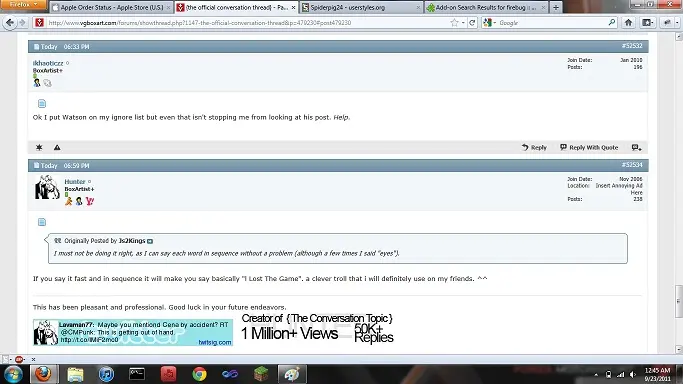 Firefox
Apple Order Status - Apple Store (U.S.)
{the official conversation thread} - Pa...
Spiderpig24 - userstyles.org
Add-on Search Results for firebug ::
http://www.vgboxart.com/forums/showthread.php?1147-the-official-conversation-thread&p=479230#post479230
Google
Today 06:33 PM
#52532
ikhaoticzz
BoxArtist+
Join Date: Jan 2010
Posts: 196
Ok I put Watson on my ignore list but even that isn't stopping me from looking at his post. Help.
Reply
Reply With Quote
Today 06:59 PM
#52534
Hunter
BoxArtist+
Join Date: Nov 2006
Location: Insert Annoying Ad
Here
Posts: 238
Originally Posted by Js2Kings
I must not be doing it right, as I can say each word in sequence without a problem (although a few times I said "eyes").
If you say it fast and in sequence it will make you say basically "I Lost The Game". a clever troll that i will definitely use on my friends. ^^
This has been pleasant and professional. Good luck in your future endeavors.
Lavaman77: Maybe you mentiond Cena by accident? RT
@CMPunk: This is getting out of hand.
http://t.co/lMiF2mc0
twitsig.com
Creator of {The Conversation Topic}
1 Million+ Views
50K+
Replies
12:45 AM
9/23/2011